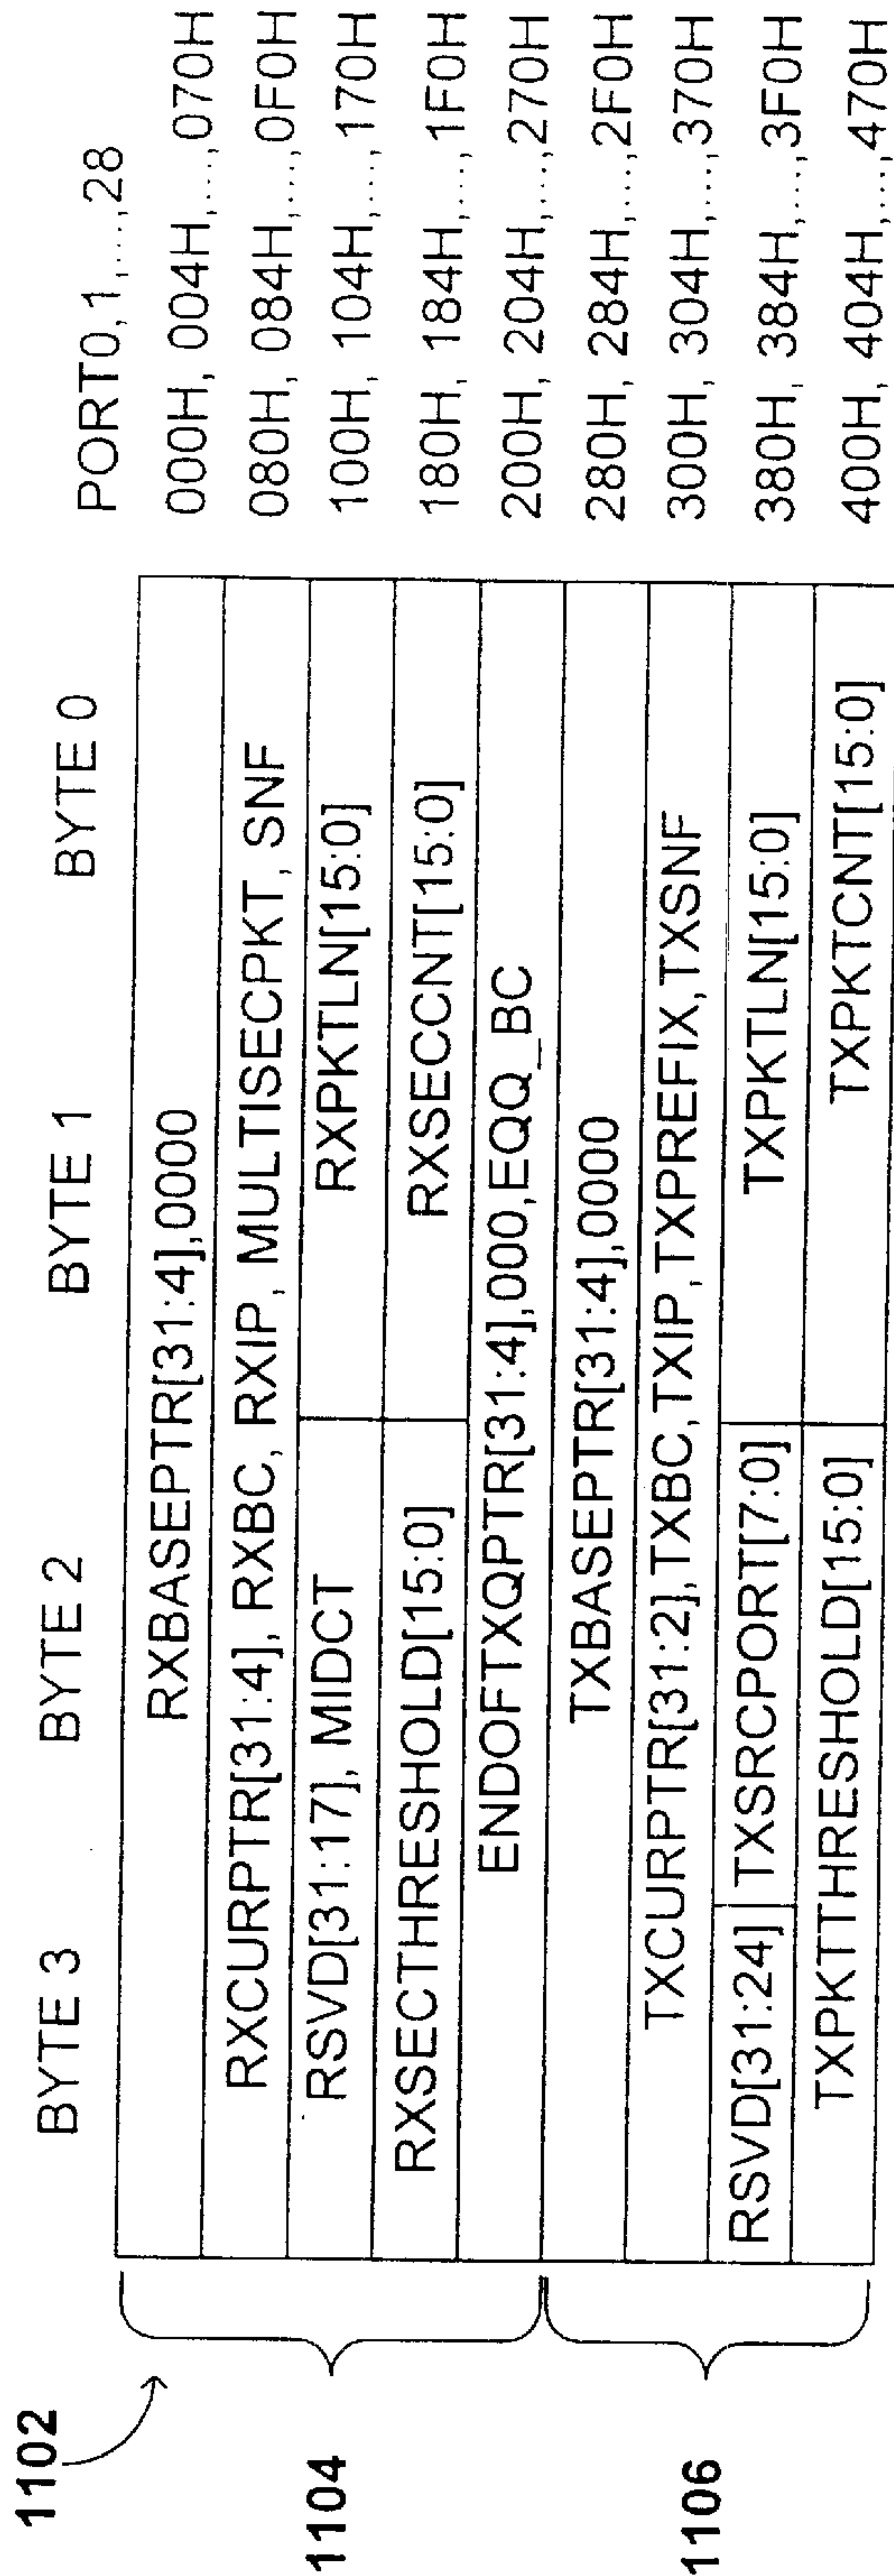 1102
BYTE 3 BYTE 2 BYTE 1 BYTE 0 PORT0,1,...,28
1104
RXBASEPTR[31:4],0000 000H, 004H,...,070H
RXCURPTR[31:4], RXBC, RXIP, MULTISECPKT, SNF 080H, 084H,...,0F0H
RSVD[31:17], MIDCT RXPKTLN[15:0] 100H, 104H,...,170H
RXSECTHRESHOLD[15:0] RXSECCNT[15:0] 180H, 184H,...,1F0H
ENDOFTXQPTR[31:4],000,EQQ_BC 200H, 204H,...,270H
1106
TXBASEPTR[31:4],0000 280H, 284H,...,2F0H
TXCURPTR[31:2],TXBC,TXIP,TXPREFIX,TXSNF 300H, 304H,...,370H
RSVD[31:24] TXSRCPORT[7:0] TXPKTLN[15:0] 380H, 384H,...,3F0H
TXPKTTHRESHOLD[15:0] TXPKTCNT[15:0] 400H, 404H,...,470H